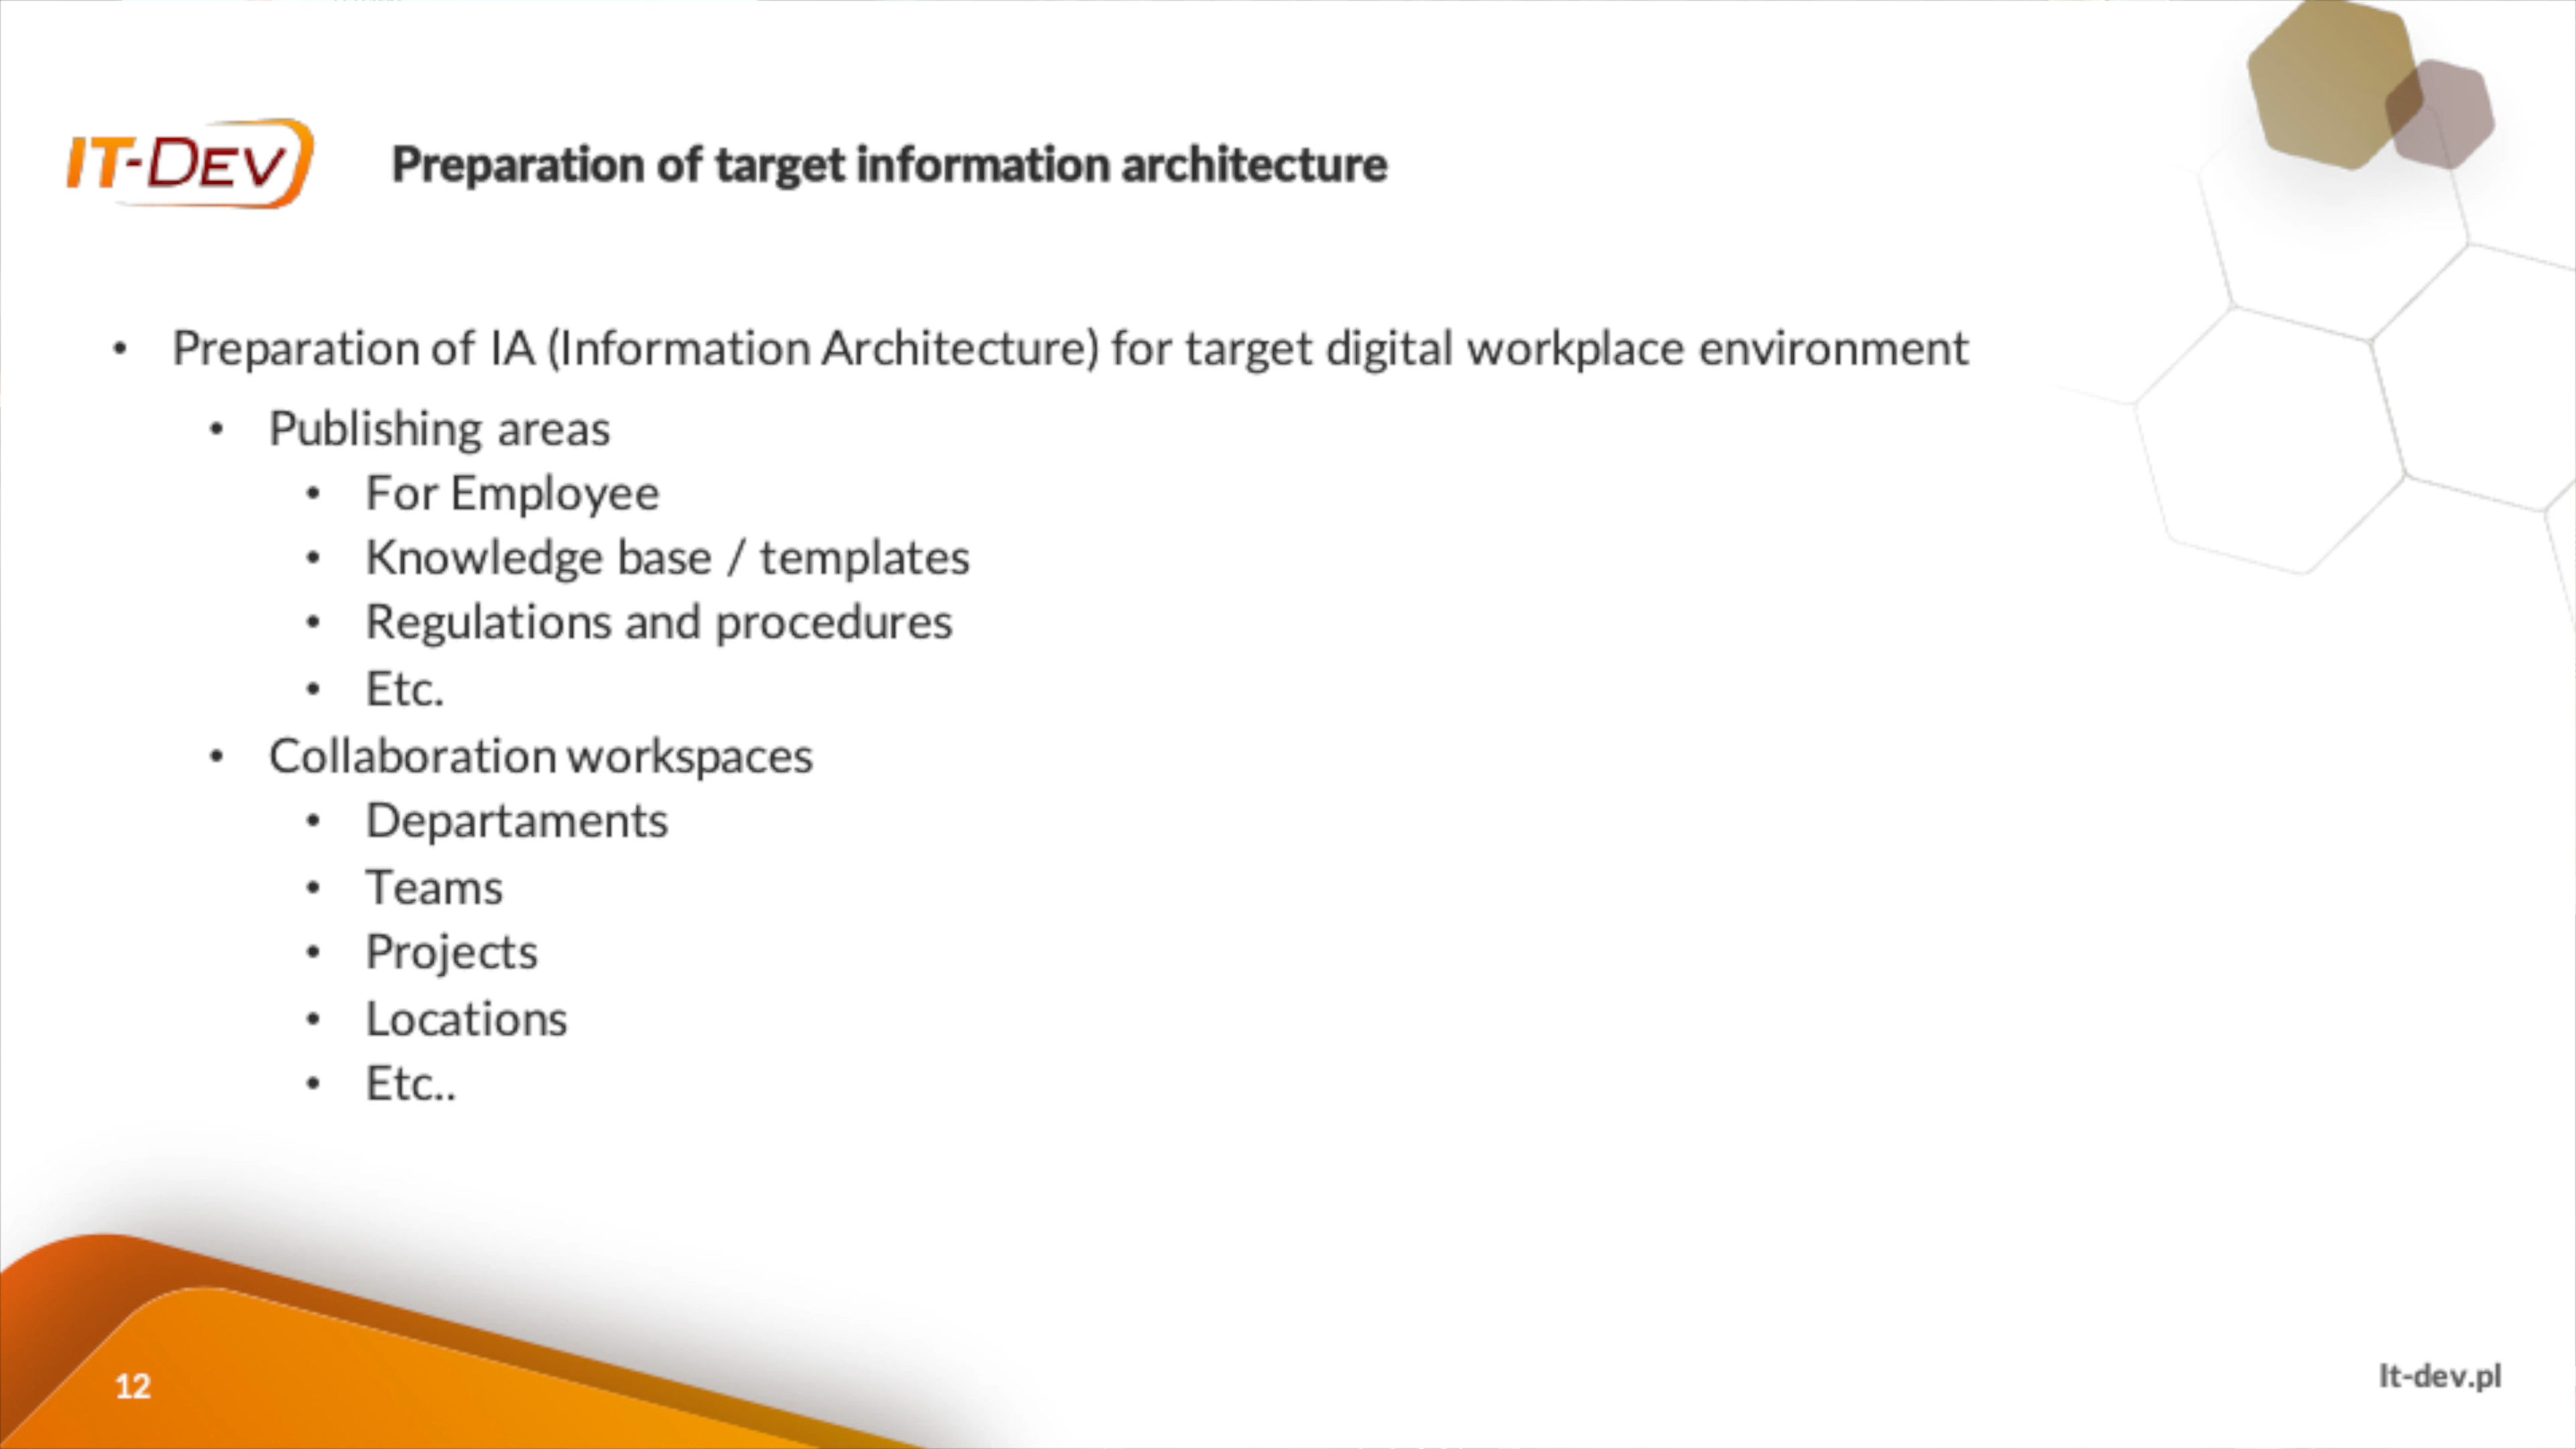 IT-DEV
Preparation of target information architecture
• Preparation of IA (Information Architecture) for target digital workplace environment
• Publishing areas
• For Employee
• Knowledge base / templates
• Regulations and procedures
• Etc.
• Collaboration workspaces
• Departaments
• Teams
• Projects
• Locations
• Etc..
12
It-dev.pl